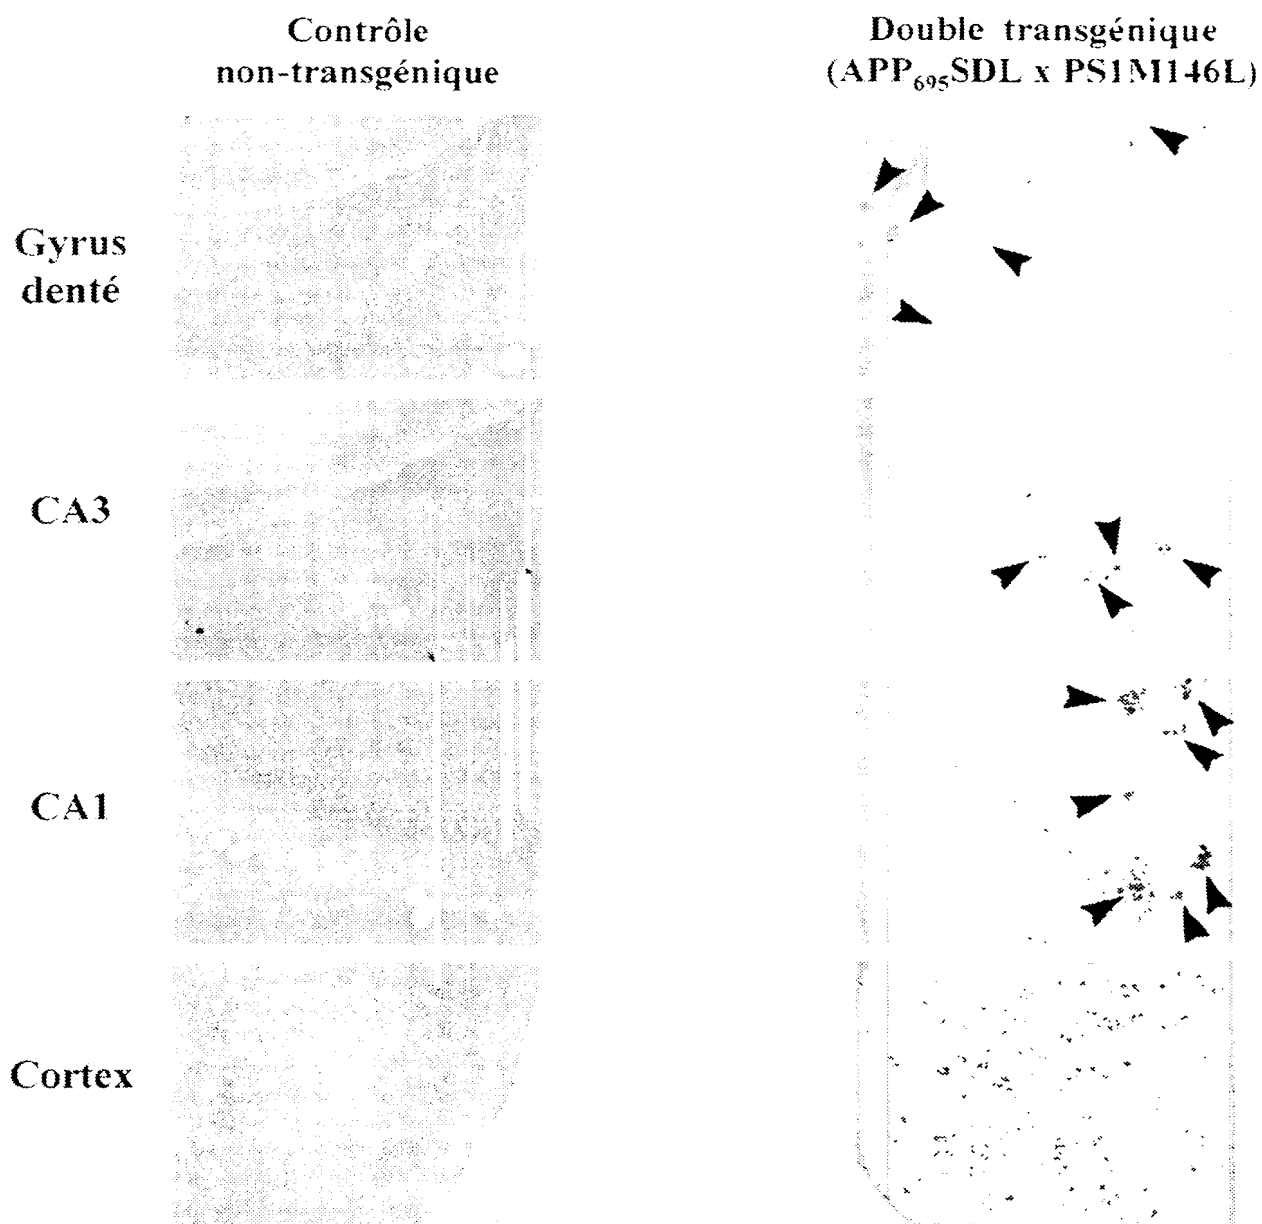 Contrôle
non-transgénique
Double transgénique
(APP₆₉₅SDL x PS1M146L)
Gyrus
denté
CA3
CA1
Cortex